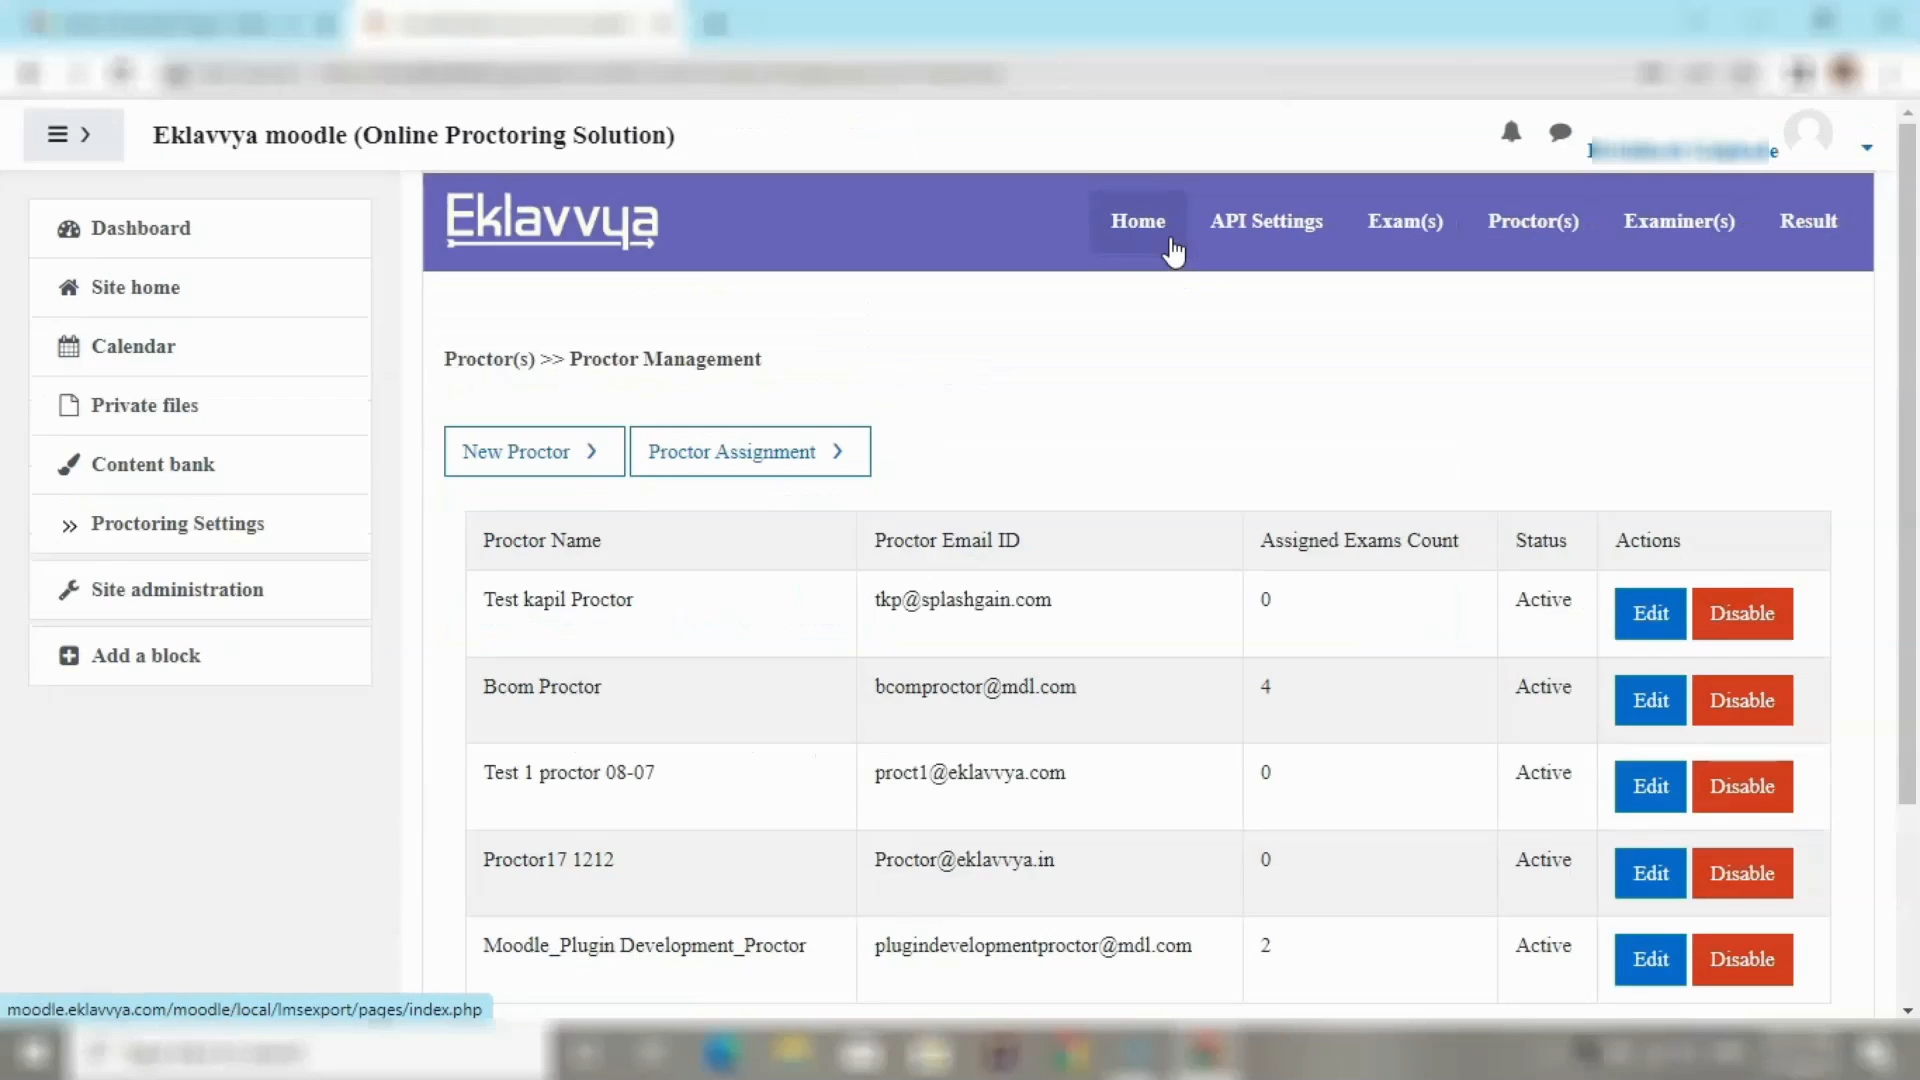 Eklavvya moodle (Online Proctoring Solution)
Dashboard
Site home
Calendar
Private files
Content bank
Proctoring Settings
Site administration
Add a block
Eklavvya
Home API Settings Exam(s) Proctor(s) Examiner(s) Result
Proctor(s) >> Proctor Management
New Proctor Proctor Assignment
Proctor Name Proctor Email ID Assigned Exams Count Status Actions
Test kapil Proctor tkp@splashgain.com 0 Active Edit Disable
Bcom Proctor bcomproctor@mdl.com 4 Active Edit Disable
Test 1 proctor 08-07 proct1@eklavvya.com 0 Active Edit Disable
Proctor17 1212 Proctor@eklavvya.in 0 Active Edit Disable
Moodle_Plugin Development_Proctor plugindevelopmentproctor@mdl.com 2 Active Edit Disable
moodle.eklavvya.com/moodle/local/lmsexport/pages/index.php